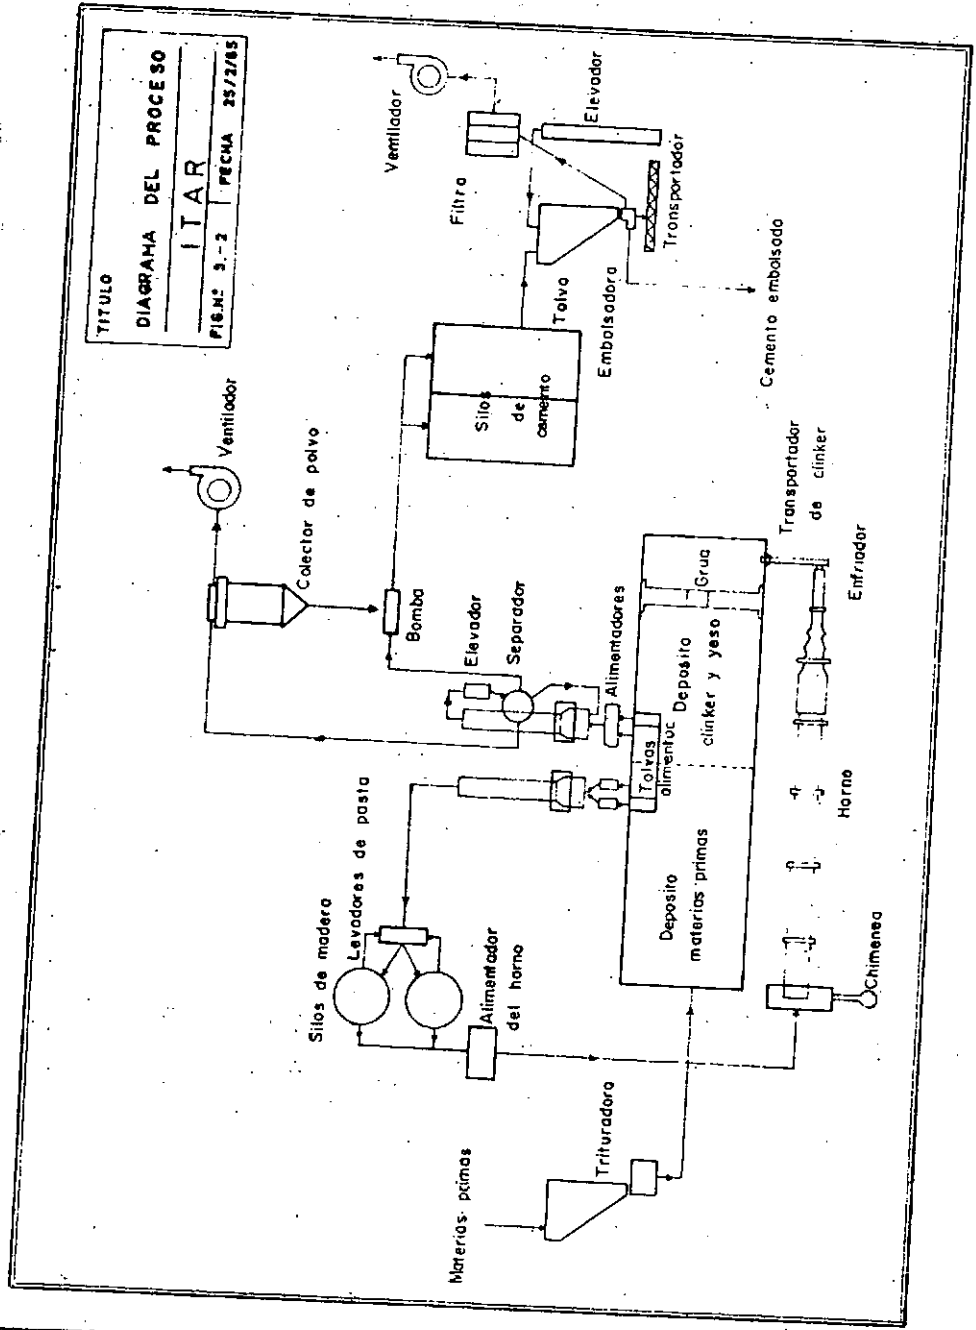 TITULO
DIAGRAMA DEL PROCESO
ITAR
FIG.Nº 3.-2
FECHA 25/2/85
Ventilador
Filtro
Elevador
Transportador
Tolva
Embolsadora
Cemento embolsado
Silos
de
cemento
Ventilador
Colector de polvo
Bomba
Elevador
Separador
Alimentadores
Tolvas
alimentac
Deposito
clinker y yeso
Grua
Transportador
de clinker
Enfriador
Horno
Deposito
materias primas
Silos de madera
Levadores de pasta
Alimentador
del horno
Chimenea
Materias primas
Trituradora